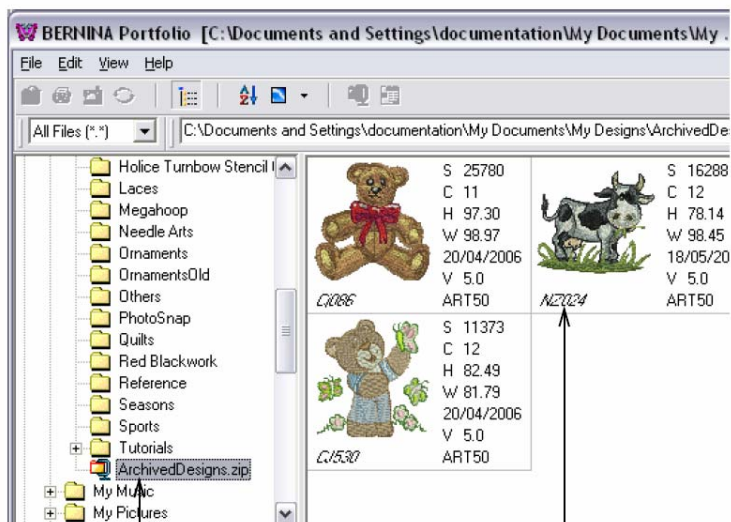 BERNINA Portfolio [C:\Documents and Settings\documentation\My Documents\My .
File Edit View Help
All Files (*.*) C:\Documents and Settings\documentation\My Documents\My Designs\ArchivedDe
Holice Turnbow Stencil
Laces
Megahoop
Needle Arts
Ornaments
OrnamentsOld
Others
PhotoSnap
Quilts
Red Blackwork
Reference
Seasons
Sports
Tutorials
ArchivedDesigns.zip
My Music
My Pictures
S 25780
C 11
H 97.30
W 98.97
20/04/2006
V 5.0
ART50
CJ086
S 16288
C 12
H 78.14
W 98.45
18/05/20
V 5.0
ART50
NZ024
S 11373
C 12
H 82.49
W 81.79
20/04/2006
V 5.0
ART50
CJ530